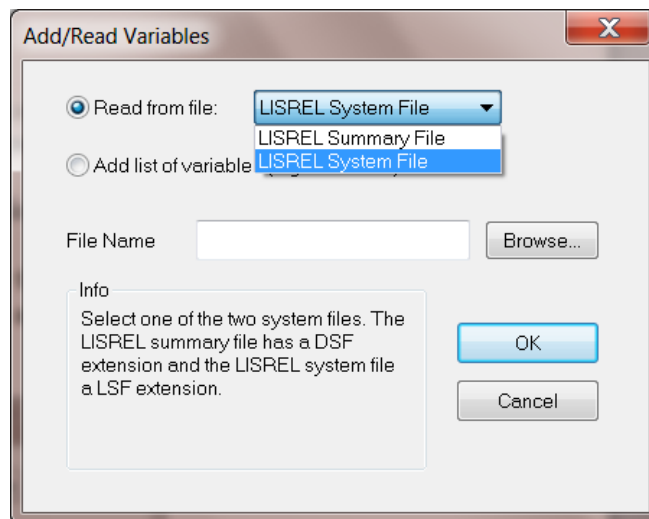 Add/Read Variables
Read from file: LISREL System File
LISREL Summary File
Add list of variable LISREL System File
File Name Browse...
Info
Select one of the two system files. The
LISREL summary file has a DSF
extension and the LISREL system file
a LSF extension.
OK
Cancel